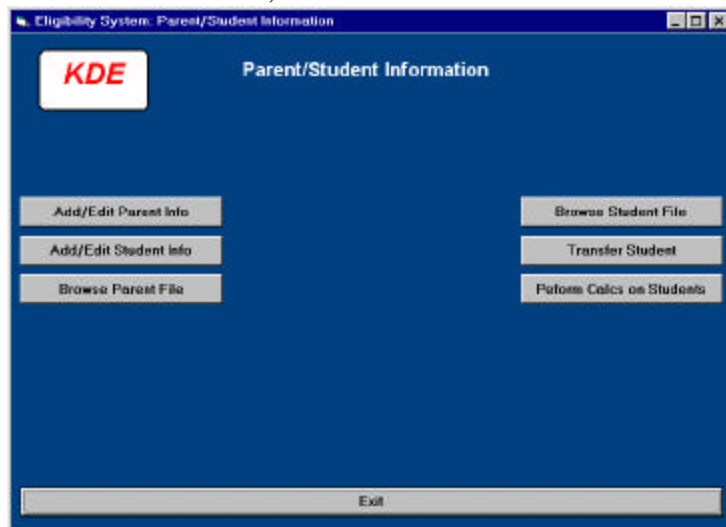 Eligibility System: Parent/Student Information
KDE
Parent/Student Information
Add/Edit Parent Info
Browse Student File
Add/Edit Student Info
Transfer Student
Browse Parent File
Peform Calcs on Students
Exit